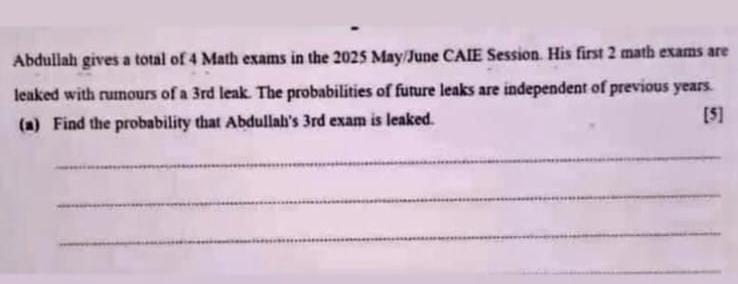 Abdullah gives a total of 4 Math exams in the 2025 May/June CAIE Session. His first 2 math exams are
leaked with rumours of a 3rd leak. The probabilities of future leaks are independent of previous years.
(a) Find the probability that Abdullah's 3rd exam is leaked. [5]